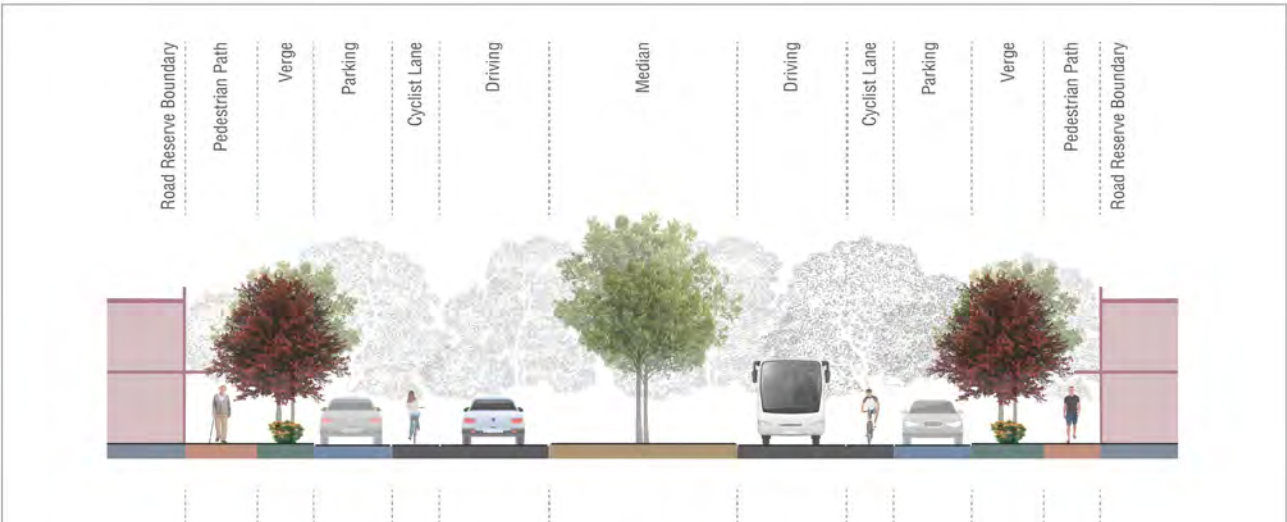 Road Reserve Boundary
Pedestrian Path
Verge
Parking
Cyclist Lane
Driving
Median
Driving
Cyclist Lane
Parking
Verge
Pedestrian Path
Road Reserve Boundary